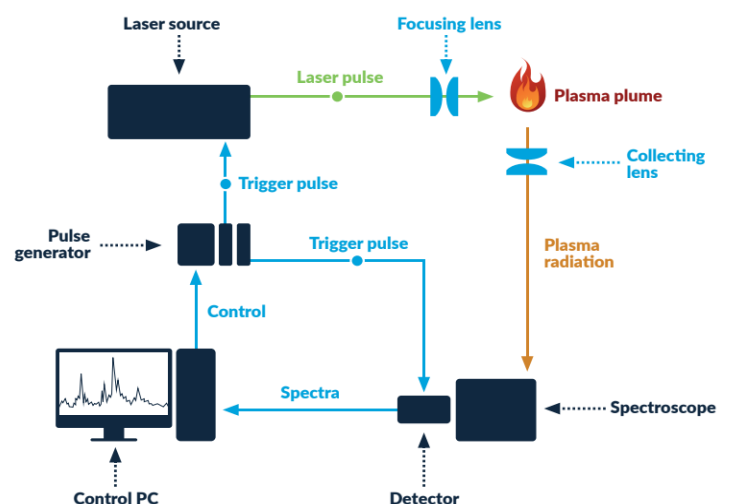 Laser source
Focusing lens
Laser pulse
Plasma plume
Collecting
lens
Trigger pulse
Pulse
generator
Trigger pulse
Plasma
radiation
Control
Spectra
Spectroscope
Control PC
Detector